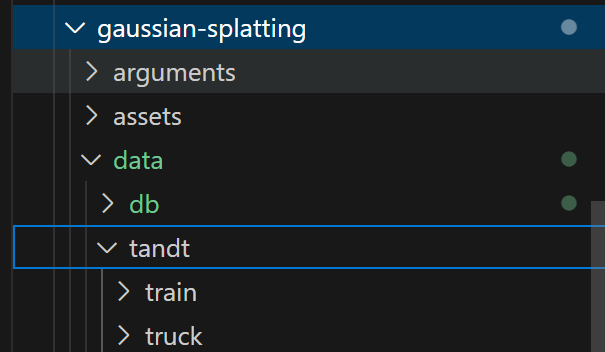 gaussian-splatting
arguments
assets
data
db
tandt
train
truck